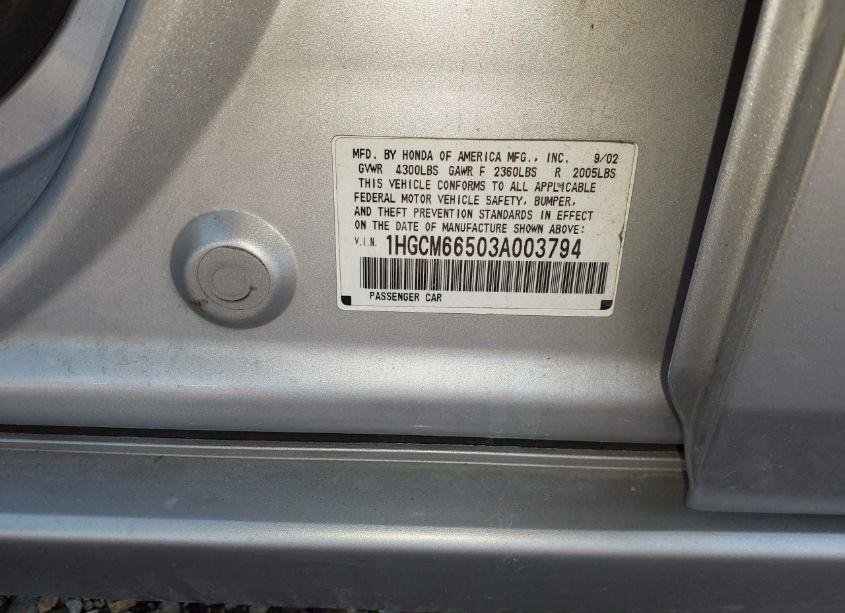 MFD. BY HONDA OF AMERICA MFG., INC. 9/02
GVWR 4300LBS GAWR F 2360LBS R 2005LBS
THIS VEHICLE CONFORMS TO ALL APPLICABLE
FEDERAL MOTOR VEHICLE SAFETY, BUMPER,
AND THEFT PREVENTION STANDARDS IN EFFECT
ON THE DATE OF MANUFACTURE SHOWN ABOVE:
V.I.N. 1HGCM66503A003794
PASSENGER CAR